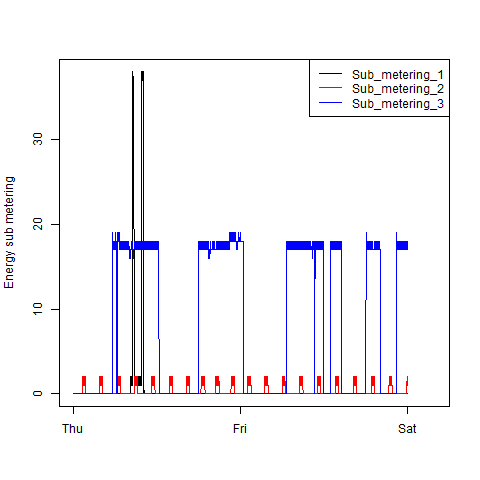 Sub_metering_1
Sub_metering_2
Sub_metering_3
Energy sub metering
30
20
10
0
Thu Fri Sat